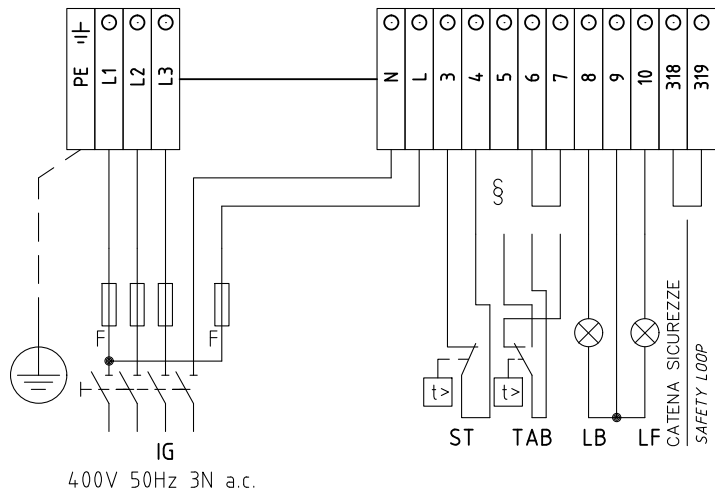 PE L1 L2 L3 N L 3 4 5 6 7 8 9 10 318 319
§
F F
t> t>
CATENA SICUREZZE
SAFETY LOOP
ST TAB LB LF
IG
400V 50Hz 3N a.c.